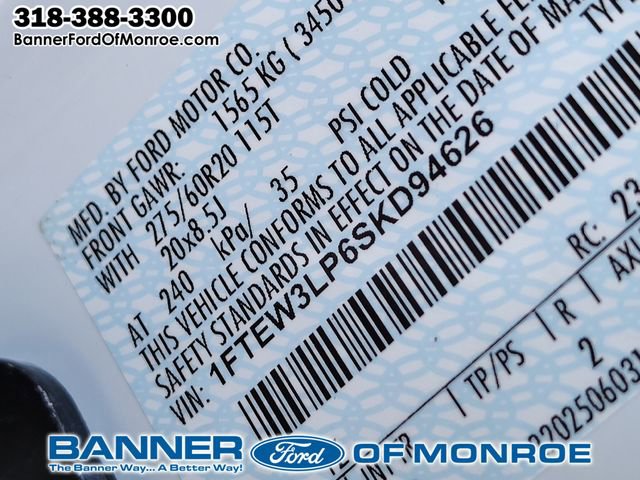 318-388-3300
BannerFordOfMonroe.com
MFD. BY FORD MOTOR CO.
FRONT GAWR: 1565 KG ( 3450
WITH 275/60R20 115T
20x8.5J
AT 240 kPa/ 35 PSI COLD
THIS VEHICLE CONFORMS TO ALL APPLICABLE
SAFETY STANDARDS IN EFFECT ON THE DATE OF
VIN: 1FTEW3LP6SKD94626
RC: 23
TP/PS R
2
BANNER Ford OF MONROE
The Banner Way... A Better Way!